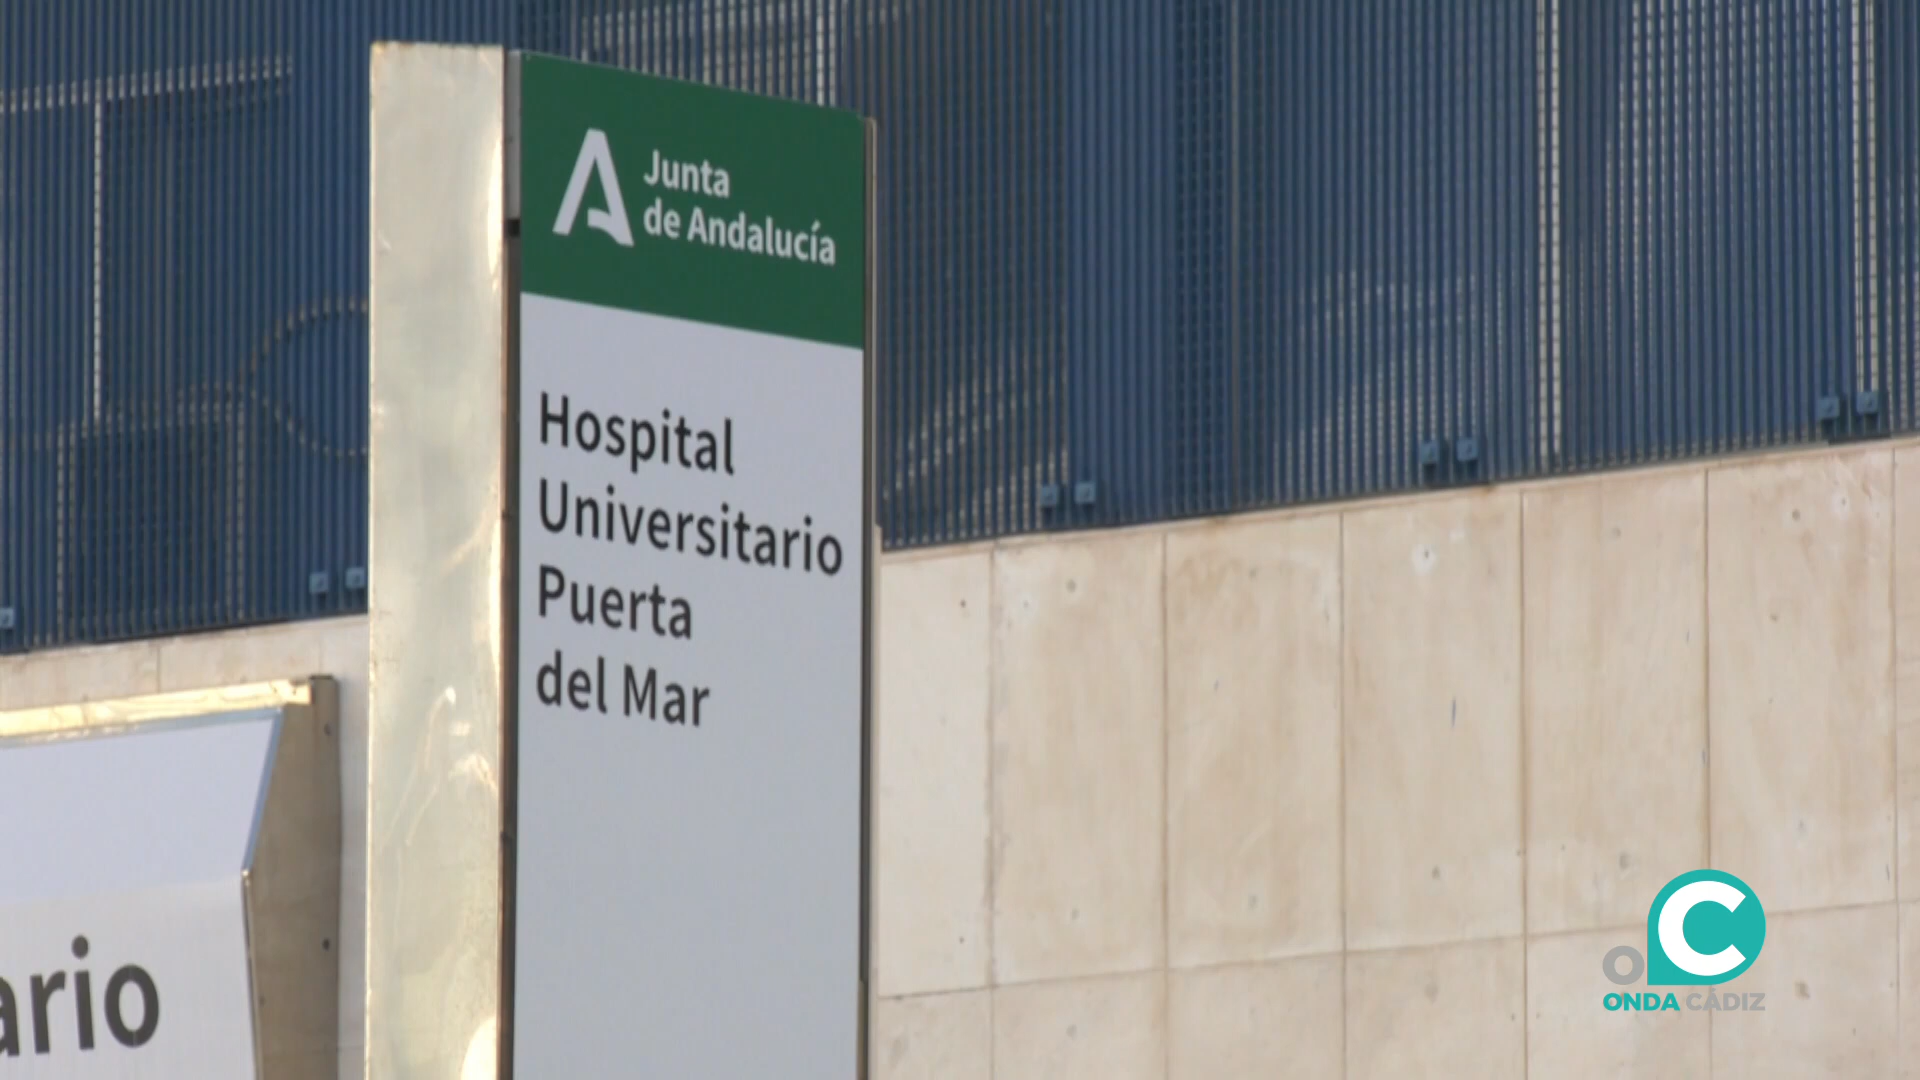 Junta
de Andalucía
Hospital
Universitario
Puerta
del Mar
ario
ONDA CÁDIZ